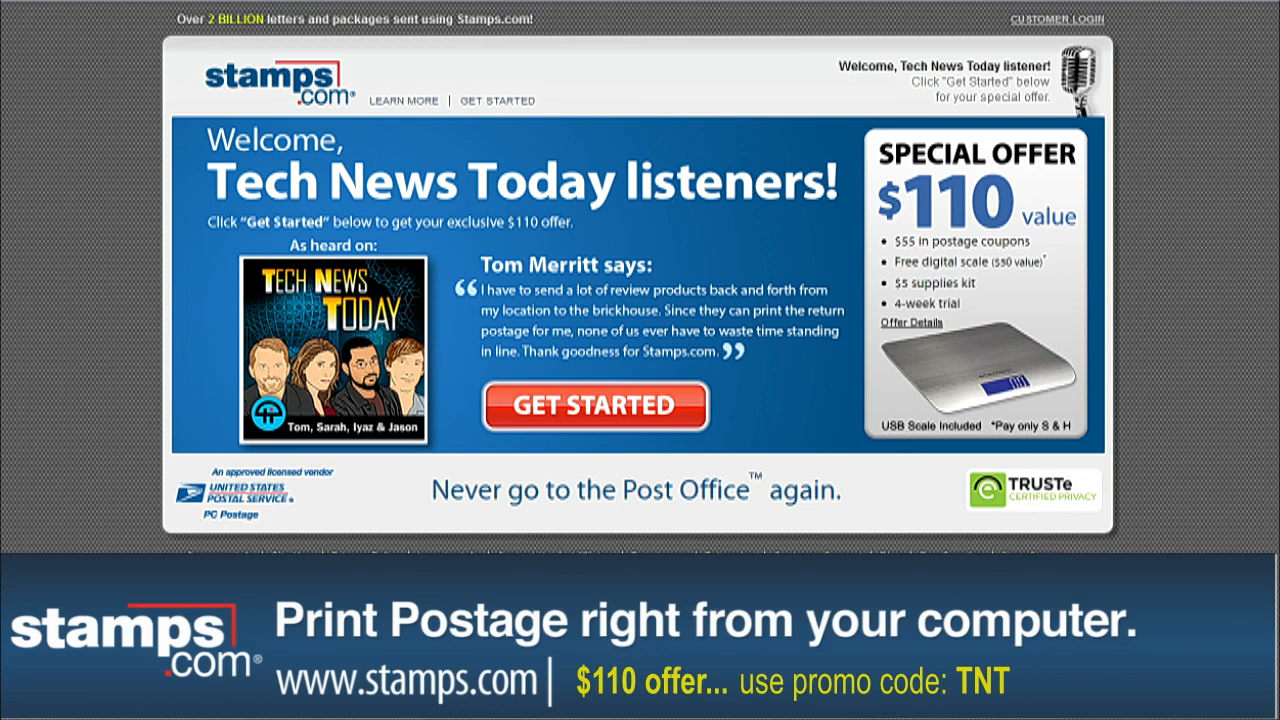 Over 2 BILLION letters and packages sent using Stamps.com!
CUSTOMER LOGIN
stamps
.com®
LEARN MORE | GET STARTED
Welcome, Tech News Today listener!
Click "Get Started" below
for your special offer.
Welcome,
Tech News Today listeners!
Click “Get Started” below to get your exclusive $110 offer.
As heard on:
TECH NEWS
TODAY
Tom, Sarah, Iyaz & Jason
Tom Merritt says:
“I have to send a lot of review products back and forth from
my location to the brickhouse. Since they can print the return
postage for me, none of us ever have to waste time standing
in line. Thank goodness for Stamps.com.”
GET STARTED
SPECIAL OFFER
$110 value
• $55 in postage coupons
• Free digital scale ($50 value)*
• $5 supplies kit
• 4-week trial
Offer Details
USB Scale Included *Pay only S & H
An approved licensed vendor
UNITED STATES
POSTAL SERVICE®
PC Postage
Never go to the Post Office™ again.
TRUSTe
CERTIFIED PRIVACY
stamps
.com®
Print Postage right from your computer.
www.stamps.com | $110 offer... use promo code: TNT